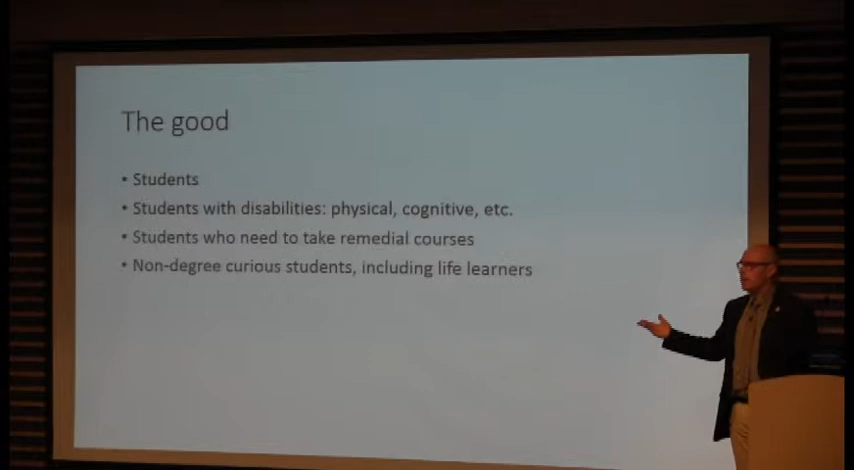 The good
• Students
• Students with disabilities: physical, cognitive, etc.
• Students who need to take remedial courses
• Non-degree curious students, including life learners